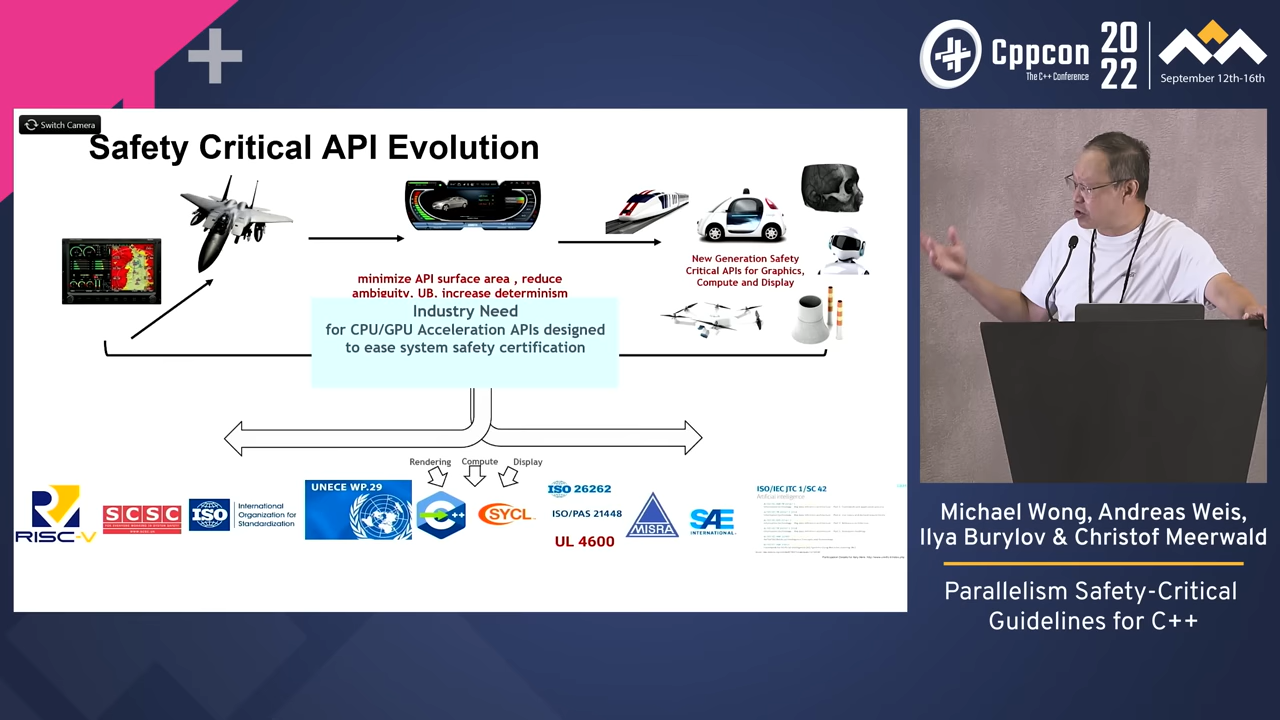 Cppcon
The C++ Conference
20
22
September 12th-16th
Switch Camera
Safety Critical API Evolution
minimize API surface area , reduce
ambiguity, UB, increase determinism
Industry Need
for CPU/GPU Acceleration APIs designed
to ease system safety certification
New Generation Safety
Critical APIs for Graphics,
Compute and Display
Rendering Compute Display
RISC-V
SCSC
ISO
International
Organization for
Standardization
UNECE WP.29
C++
SYCL
ISO 26262
ISO/PAS 21448
UL 4600
MISRA
SAE
INTERNATIONAL
ISO/IEC JTC 1/SC 42
Artificial Intelligence
Michael Wong, Andreas Weis,
Ilya Burylov & Christof Meerwald
Parallelism Safety-Critical
Guidelines for C++